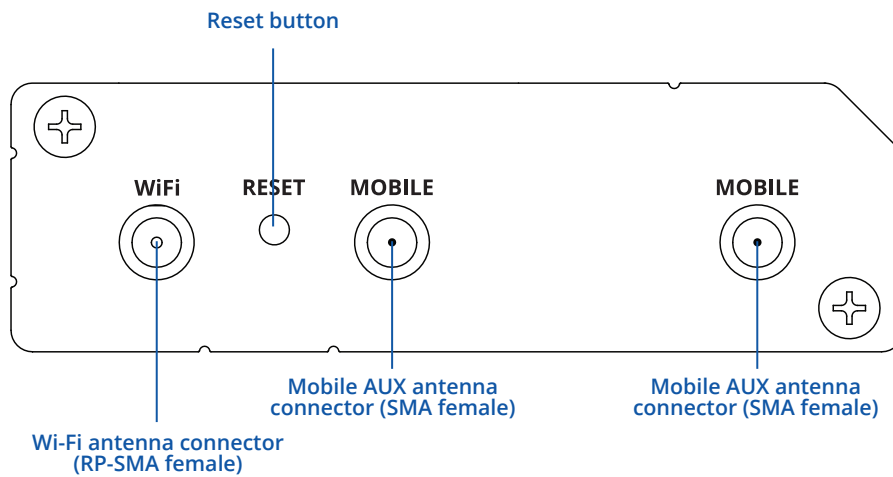 Reset button
WiFi RESET MOBILE MOBILE
Mobile AUX antenna
connector (SMA female)
Mobile AUX antenna
connector (SMA female)
Wi-Fi antenna connector
(RP-SMA female)